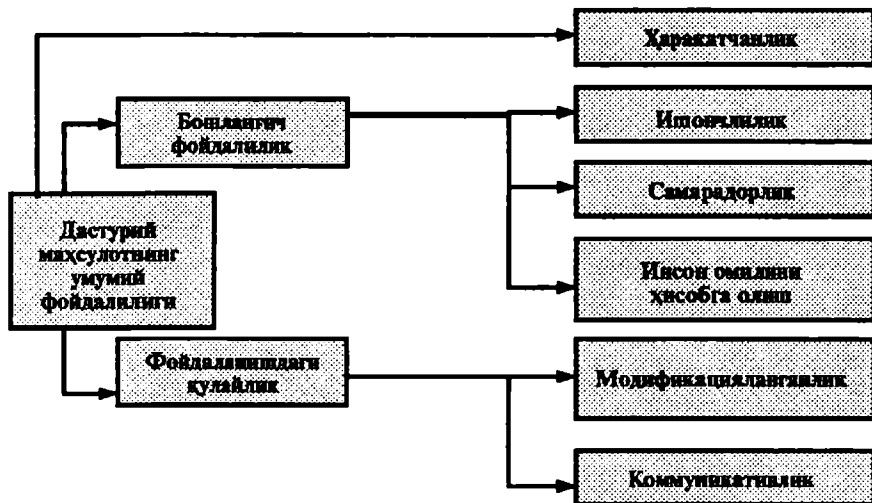 Ҳаракатчанлик
Бошланғич
фойдалилик
Ишончлилик
Самарадорлик
Дастурий
маҳсулотнинг
умумий
фойдалилиги
Инсон омилини
ҳисобга олиш
Фойдаланишдаги
қулайлик
Модификацияланганлик
Коммуникативлик